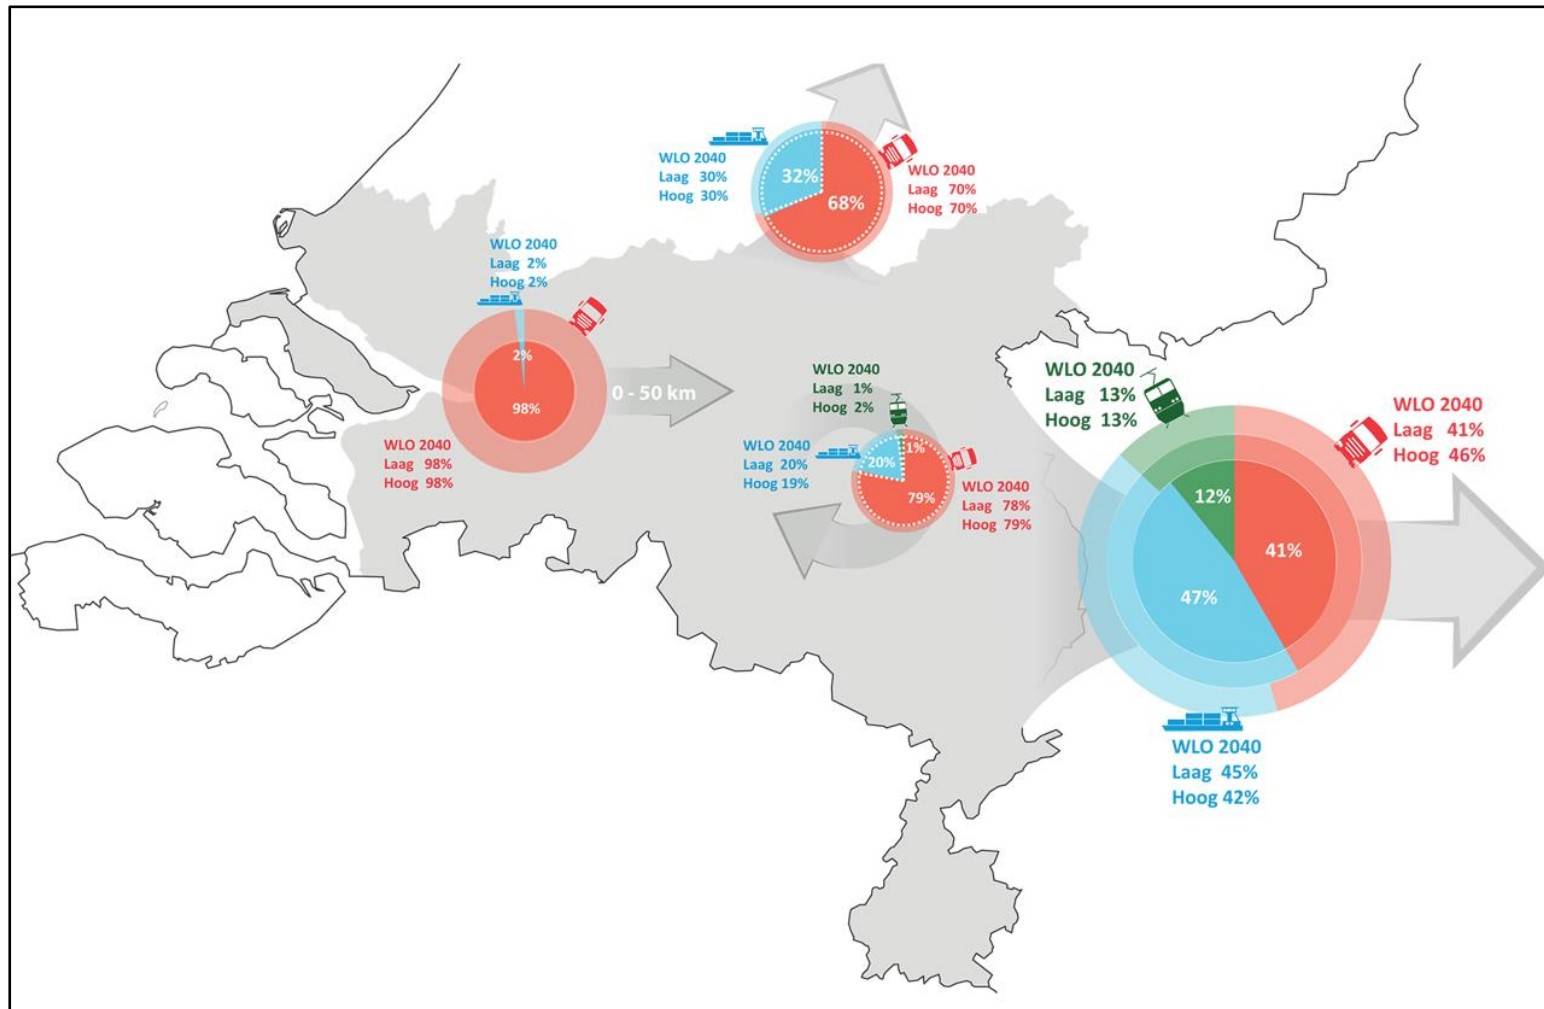 WLO 2040
Laag 30%
Hoog 30%
32%
68%
WLO 2040
Laag 70%
Hoog 70%
WLO 2040
Laag 2%
Hoog 2%
2%
98%
0 - 50 km
WLO 2040
Laag 98%
Hoog 98%
WLO 2040
Laag 1%
Hoog 2%
WLO 2040
Laag 20%
Hoog 19%
20%
1%
79%
WLO 2040
Laag 78%
Hoog 79%
WLO 2040
Laag 13%
Hoog 13%
WLO 2040
Laag 41%
Hoog 46%
12%
41%
47%
WLO 2040
Laag 45%
Hoog 42%